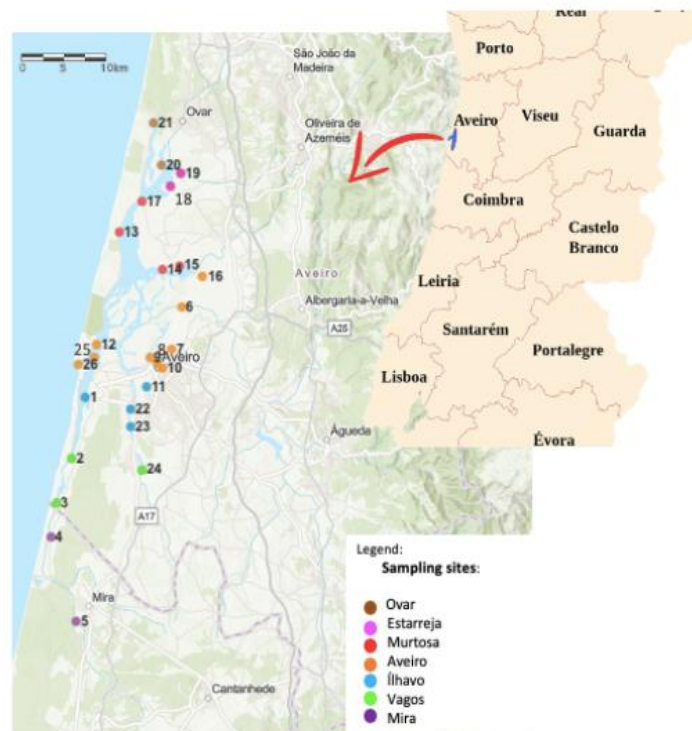 Real
Porto
Aveiro
Viseu
Guarda
Coimbra
Castelo
Branco
Leiria
Santarém
Portalegre
Lisboa
Évora
0 5 10km
São João da
Madeira
21
Ovar
Oliveira de
Azeméis
20
19
18
17
13
14
15
16
Aveiro
6
Albergaria-a-Velha
A25
12
25
26
8
7
9
Aveiro
10
11
1
22
23
Águeda
2
24
3
A17
4
Mira
5
Cantanhede
Legend:
Sampling sites:
Ovar
Estarreja
Murtosa
Aveiro
Ílhavo
Vagos
Mira